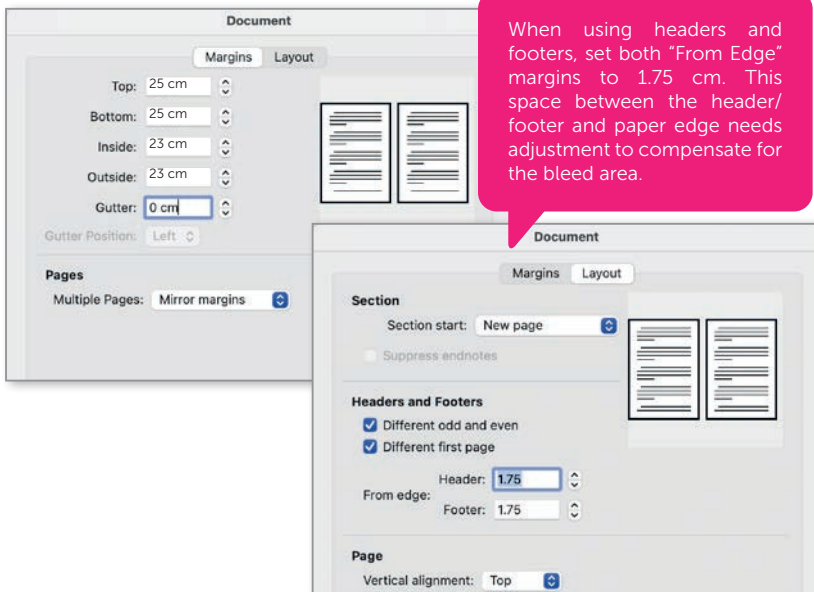 Document
Margins Layout
Top: 25 cm
Bottom: 25 cm
Inside: 23 cm
Outside: 23 cm
Gutter: 0 cm
Gutter Position: Left
Pages
Multiple Pages: Mirror margins
When using headers and
footers, set both “From Edge”
margins to 1.75 cm. This
space between the header/
footer and paper edge needs
adjustment to compensate for
the bleed area.
Document
Margins Layout
Section
Section start: New page
Suppress endnotes
Headers and Footers
Different odd and even
Different first page
Header: 1.75
From edge:
Footer: 1.75
Page
Vertical alignment: Top